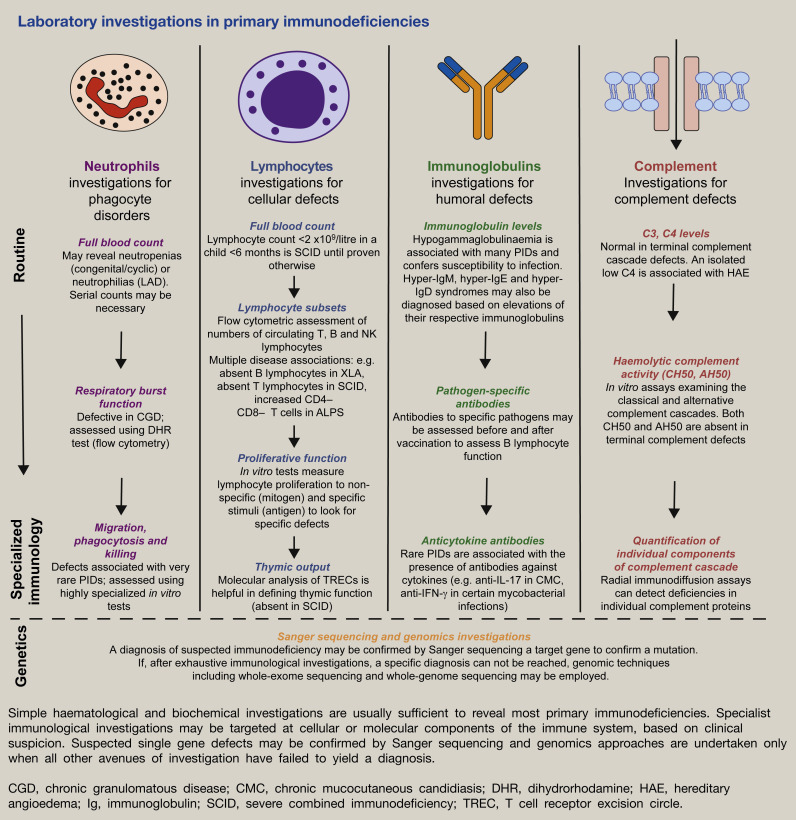 Laboratory investigations in primary immunodeficiencies
Routine
Specialized
immunology
Genetics
Neutrophils
investigations for
phagocyte
disorders
Full blood count
May reveal neutropenias
(congenital/cyclic) or
neutrophilias (LAD).
Serial counts may be
necessary
Respiratory burst
function
Defective in CGD;
assessed using DHR
test (flow cytometry)
Migration,
phagocytosis and
killing
Defects associated with very
rare PIDs; assessed using
highly specialized in vitro
tests
Lymphocytes
investigations for
cellular defects
Full blood count
Lymphocyte count <2 x10⁹/litre in a
child <6 months is SCID until proven
otherwise
Lymphocyte subsets
Flow cytometric assessment of
numbers of circulating T, B and NK
lymphocytes
Multiple disease associations: e.g.
absent B lymphocytes in XLA,
absent T lymphocytes in SCID,
increased CD4–
CD8– T cells in ALPS
Proliferative function
In vitro tests measure
lymphocyte proliferation to non-
specific (mitogen) and specific
stimuli (antigen) to look for
specific defects
Thymic output
Molecular analysis of TRECs is
helpful in defining thymic function
(absent in SCID)
Immunoglobulins
investigations for
humoral defects
Immunoglobulin levels
Hypogammaglobulinaemia is
associated with many PIDs and
confers susceptibility to infection.
Hyper-IgM, hyper-IgE and hyper-
IgD syndromes may also be
diagnosed based on elevations of
their respective immunoglobulins
Pathogen-specific
antibodies
Antibodies to specific pathogens may
be assessed before and after
vaccination to assess B lymphocyte
function
Anticytokine antibodies
Rare PIDs are associated with the
presence of antibodies against
cytokines (e.g. anti-IL-17 in CMC,
anti-IFN-γ in certain mycobacterial
infections)
Complement
Investigations for
complement defects
C3, C4 levels
Normal in terminal complement
cascade defects. An isolated
low C4 is associated with HAE
Haemolytic complement
activity (CH50, AH50)
In vitro assays examining the
classical and alternative
complement cascades. Both
CH50 and AH50 are absent in
terminal complement defects
Quantification of
individual components
of complement cascade
Radial immunodiffusion assays
can detect deficiencies in
individual complement proteins
Sanger sequencing and genomics investigations
A diagnosis of suspected immunodeficiency may be confirmed by Sanger sequencing a target gene to confirm a mutation.
If, after exhaustive immunological investigations, a specific diagnosis can not be reached, genomic techniques
including whole-exome sequencing and whole-genome sequencing may be employed.
Simple haematological and biochemical investigations are usually sufficient to reveal most primary immunodeficiencies. Specialist
immunological investigations may be targeted at cellular or molecular components of the immune system, based on clinical
suspicion. Suspected single gene defects may be confirmed by Sanger sequencing and genomics approaches are undertaken only
when all other avenues of investigation have failed to yield a diagnosis.
CGD, chronic granulomatous disease; CMC, chronic mucocutaneous candidiasis; DHR, dihydrorhodamine; HAE, hereditary
angioedema; Ig, immunoglobulin; SCID, severe combined immunodeficiency; TREC, T cell receptor excision circle.